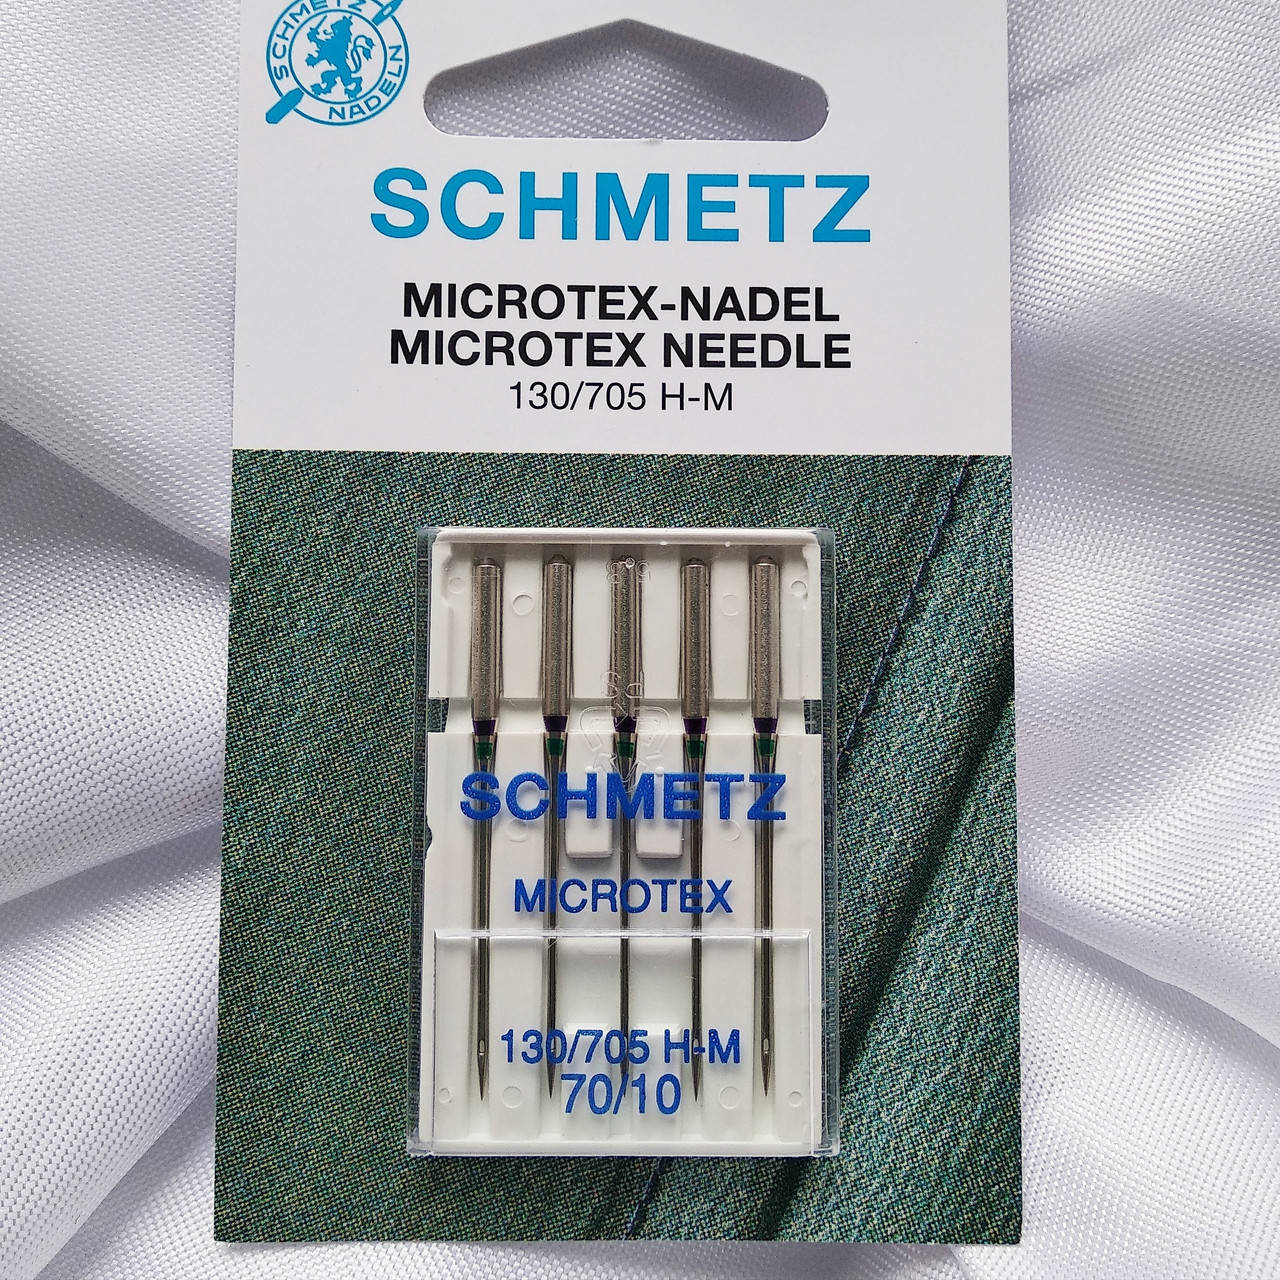 SCHMETZ
NADELN
SCHMETZ
MICROTEX-NADEL
MICROTEX NEEDLE
130/705 H-M
SCHMETZ
MICROTEX
130/705 H-M
70/10